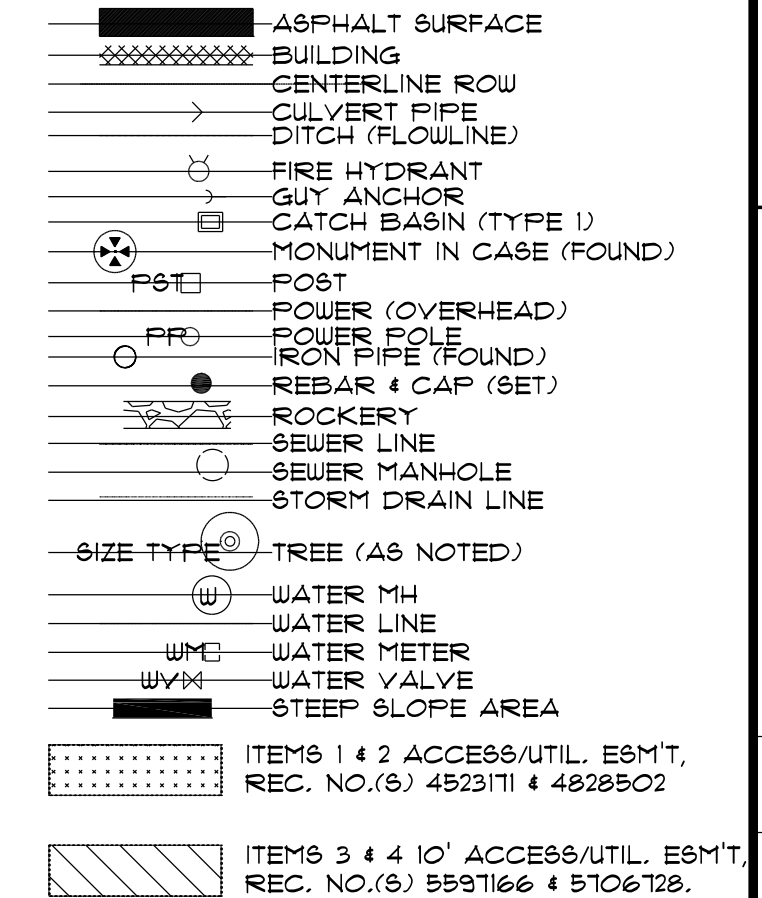 ASPHALT SURFACE
BUILDING
CENTERLINE ROW
CULVERT PIPE
DITCH (FLOWLINE)
FIRE HYDRANT
GUY ANCHOR
CATCH BASIN (TYPE 1)
MONUMENT IN CASE (FOUND)
PST POST
POWER (OVERHEAD)
PP POWER POLE
IRON PIPE (FOUND)
REBAR & CAP (SET)
ROCKERY
SEWER LINE
SEWER MANHOLE
STORM DRAIN LINE
SIZE TYPE TREE (AS NOTED)
W WATER MH
WATER LINE
WM WATER METER
WV WATER VALVE
STEEP SLOPE AREA
ITEMS 1 & 2 ACCESS/UTIL. ESM'T,
REC. NO.(S) 4523171 & 4828502
ITEMS 3 & 4 10' ACCESS/UTIL. ESM'T,
REC. NO.(S) 5597166 & 5706728.